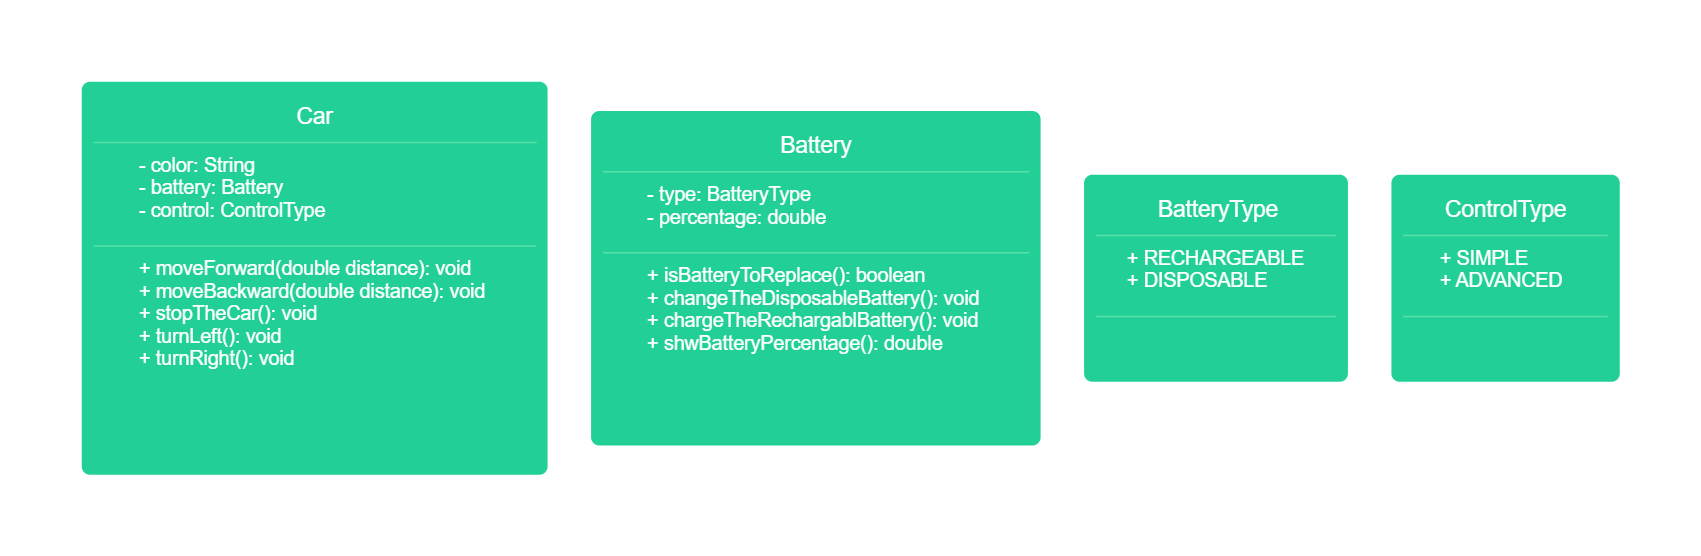 Car
- color: String
- battery: Battery
- control: ControlType
+ moveForward(double distance): void
+ moveBackward(double distance): void
+ stopTheCar(): void
+ turnLeft(): void
+ turnRight(): void
Battery
- type: BatteryType
- percentage: double
+ isBatteryToReplace(): boolean
+ changeTheDisposableBattery(): void
+ chargeTheRechargablBattery(): void
+ shwBatteryPercentage(): double
BatteryType
+ RECHARGEABLE
+ DISPOSABLE
ControlType
+ SIMPLE
+ ADVANCED